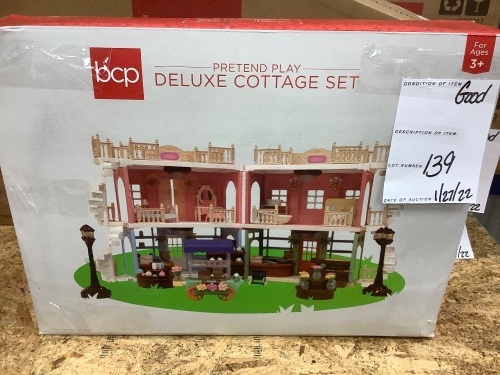 bcp
PRETEND PLAY
DELUXE COTTAGE SET
For
Ages
3+
CONDITION OF ITEM:
Good
DESCRIPTION OF ITEM:
LOT NUMBER: 139
DATE OF AUCTION: 1/27/22
/22